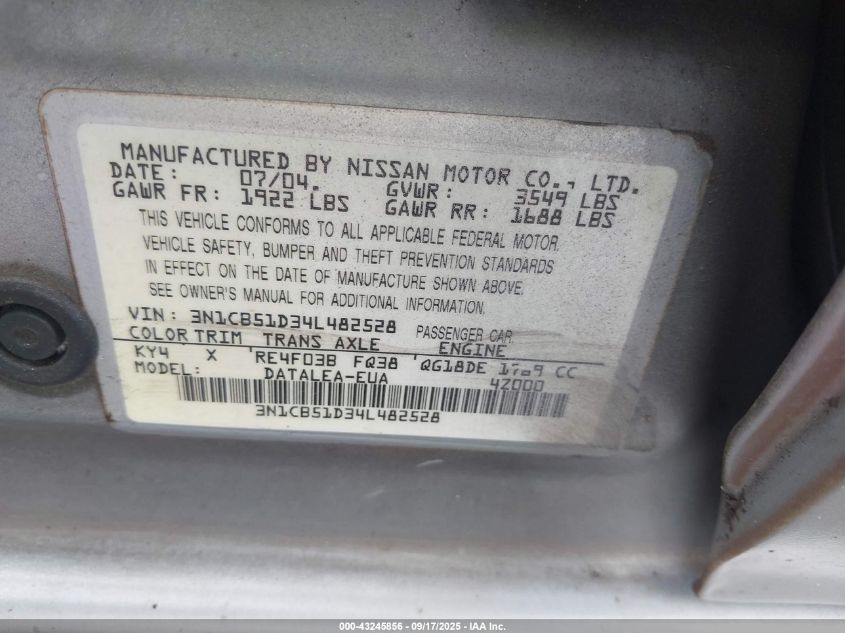 MANUFACTURED BY NISSAN MOTOR CO., LTD.
DATE: 07/04. GVWR: 3549 LBS
GAWR FR: 1922 LBS GAWR RR: 1688 LBS
THIS VEHICLE CONFORMS TO ALL APPLICABLE FEDERAL MOTOR
VEHICLE SAFETY, BUMPER AND THEFT PREVENTION STANDARDS
IN EFFECT ON THE DATE OF MANUFACTURE SHOWN ABOVE.
SEE OWNER'S MANUAL FOR ADDITIONAL INFORMATION.
VIN: 3N1CB51D34L482528 PASSENGER CAR
COLOR TRIM TRANS AXLE ENGINE
KY4 X RE4F03B FQ38 QG18DE CC
MODEL: DATALEA-EUA 4Z000
3N1CB51D34L482528
000-43245856 - 09/17/2025 - IAA Inc.